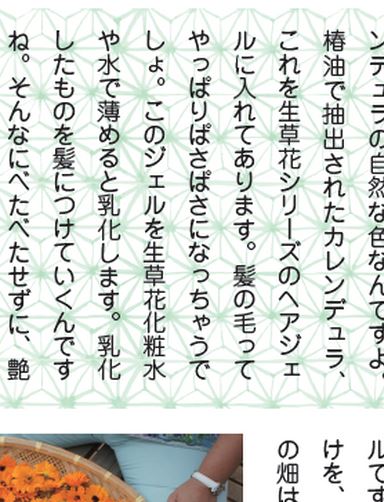 ンデュラの自然な色なんですよ。
椿油で抽出されたカレンデュラ、
これを生草花シリーズのヘアジェ
ルに入れてあります。髪の毛って
やっぱりぱさぱさになっちゃうで
しょ。このジェルを生草花化粧水
や水で薄めると乳化します。乳化
したものを髪につけていくんです
ね。そんなにべたべたせずに、艶
ルです
けを、
の畑は